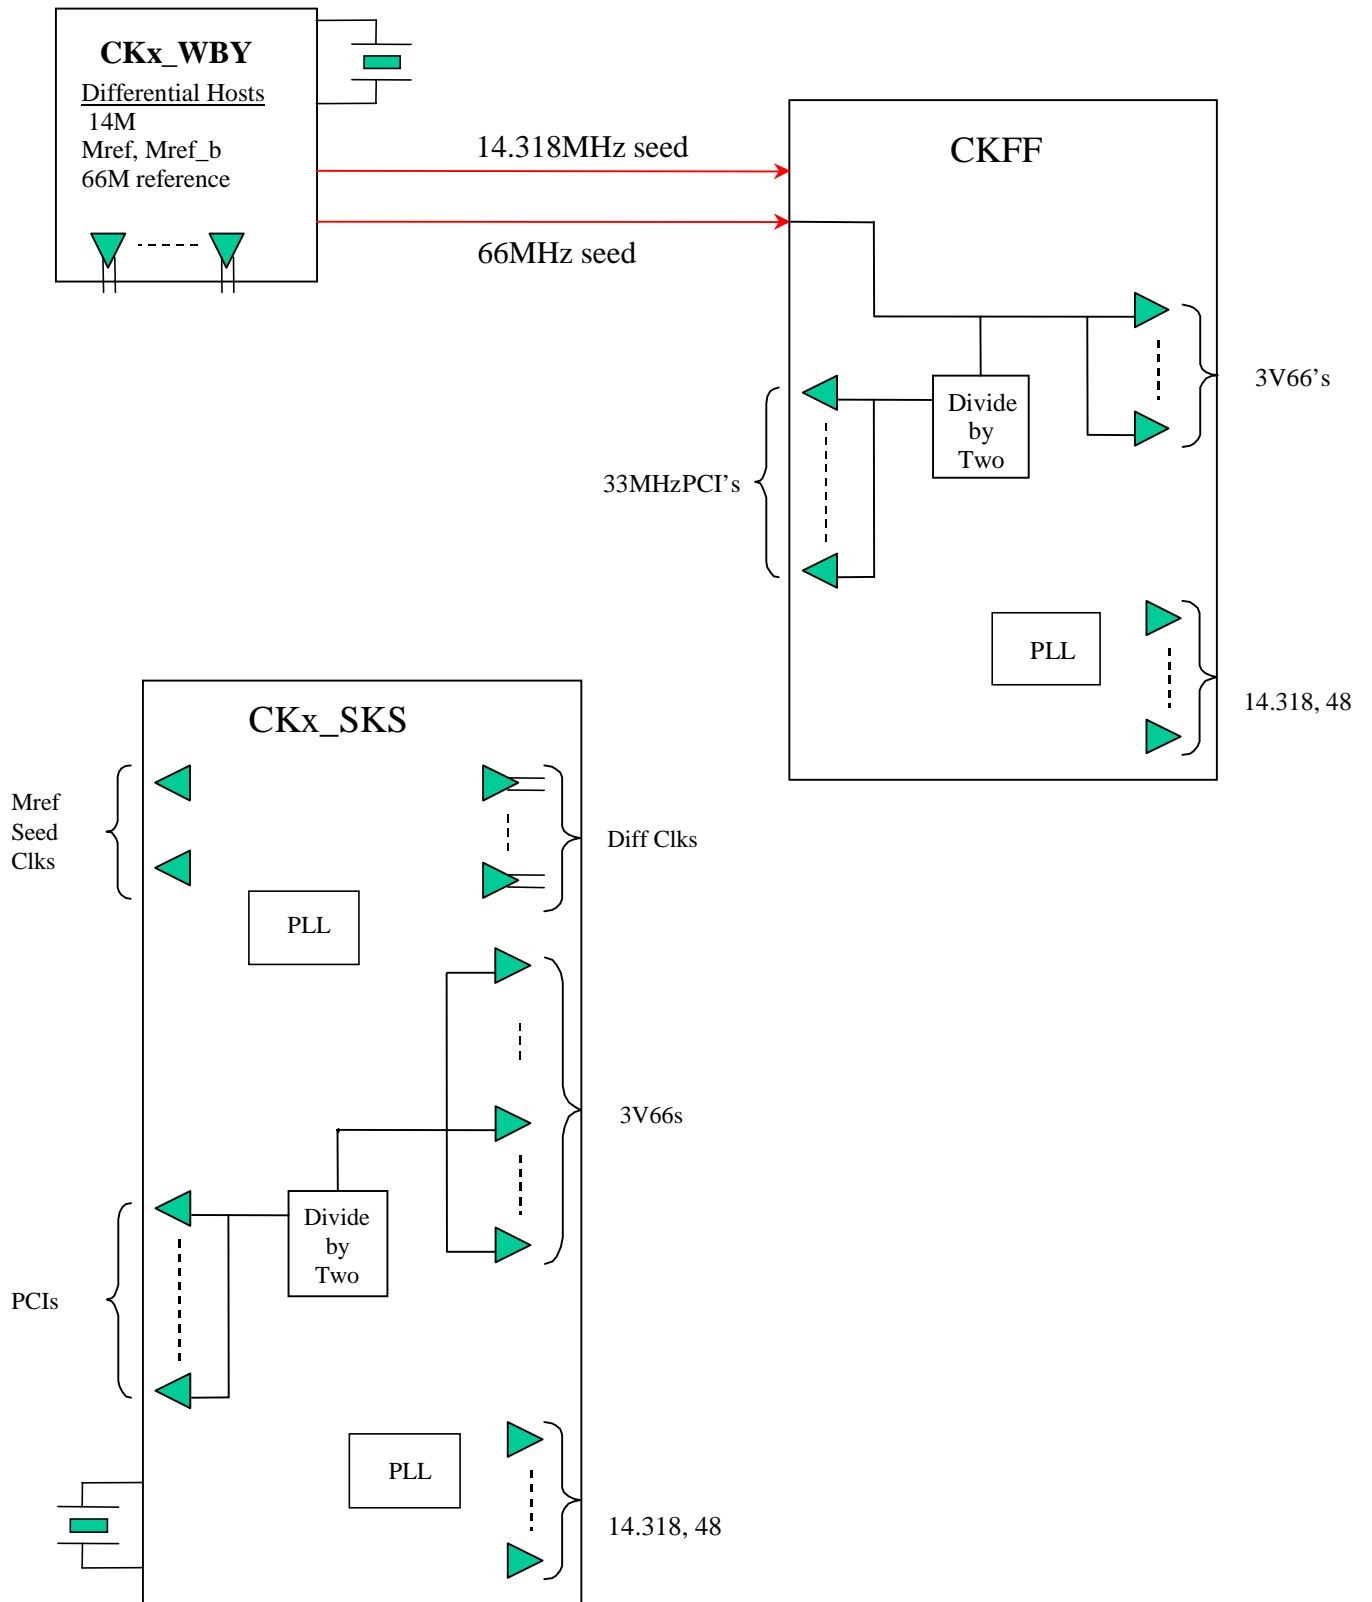 CKx_WBY
Differential Hosts
14M
Mref, Mref_b
66M reference
14.318MHz seed
66MHz seed
CKFF
3V66's
Divide
by
Two
33MHzPCI's
PLL
14.318, 48
CKx_SKS
Mref
Seed
Clks
Diff Clks
PLL
3V66s
Divide
by
Two
PCIs
PLL
14.318, 48